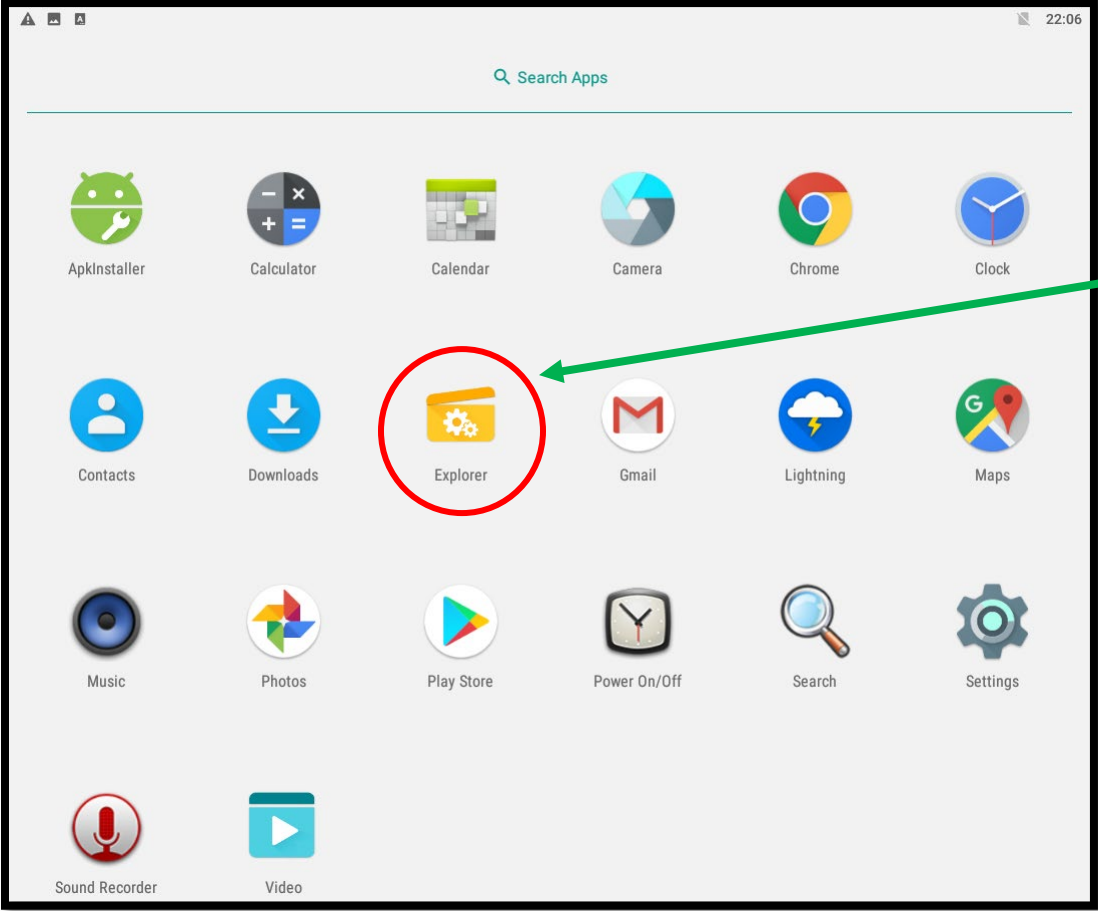 22:06
Search Apps
ApkInstaller Calculator Calendar Camera Chrome Clock
Contacts Downloads Explorer Gmail Lightning Maps
Music Photos Play Store Power On/Off Search Settings
Sound Recorder Video